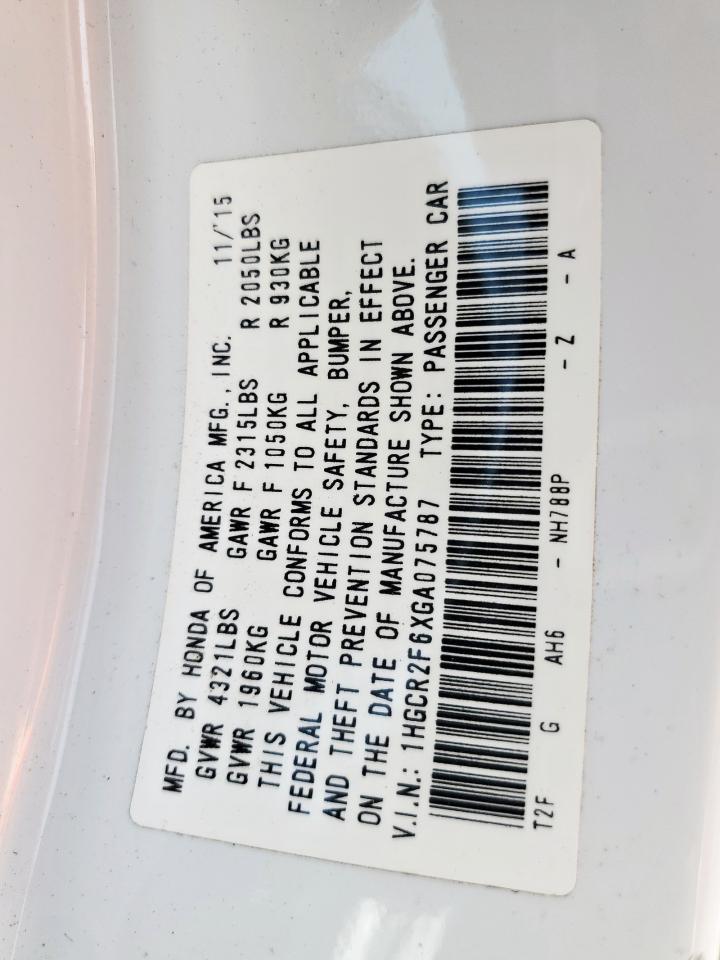 MFD. BY HONDA OF AMERICA MFG., INC. 11/'15
GVWR 4321LBS GAWR F 2315LBS R 2050LBS
GVWR 1960KG GAWR F 1050KG R 930KG
THIS VEHICLE CONFORMS TO ALL APPLICABLE
FEDERAL MOTOR VEHICLE SAFETY, BUMPER,
AND THEFT PREVENTION STANDARDS IN EFFECT
ON THE DATE OF MANUFACTURE SHOWN ABOVE.
V.I.N.: 1HGCR2F6XGA075787 TYPE: PASSENGER CAR
T2F G AH6 - NH788P - Z - A